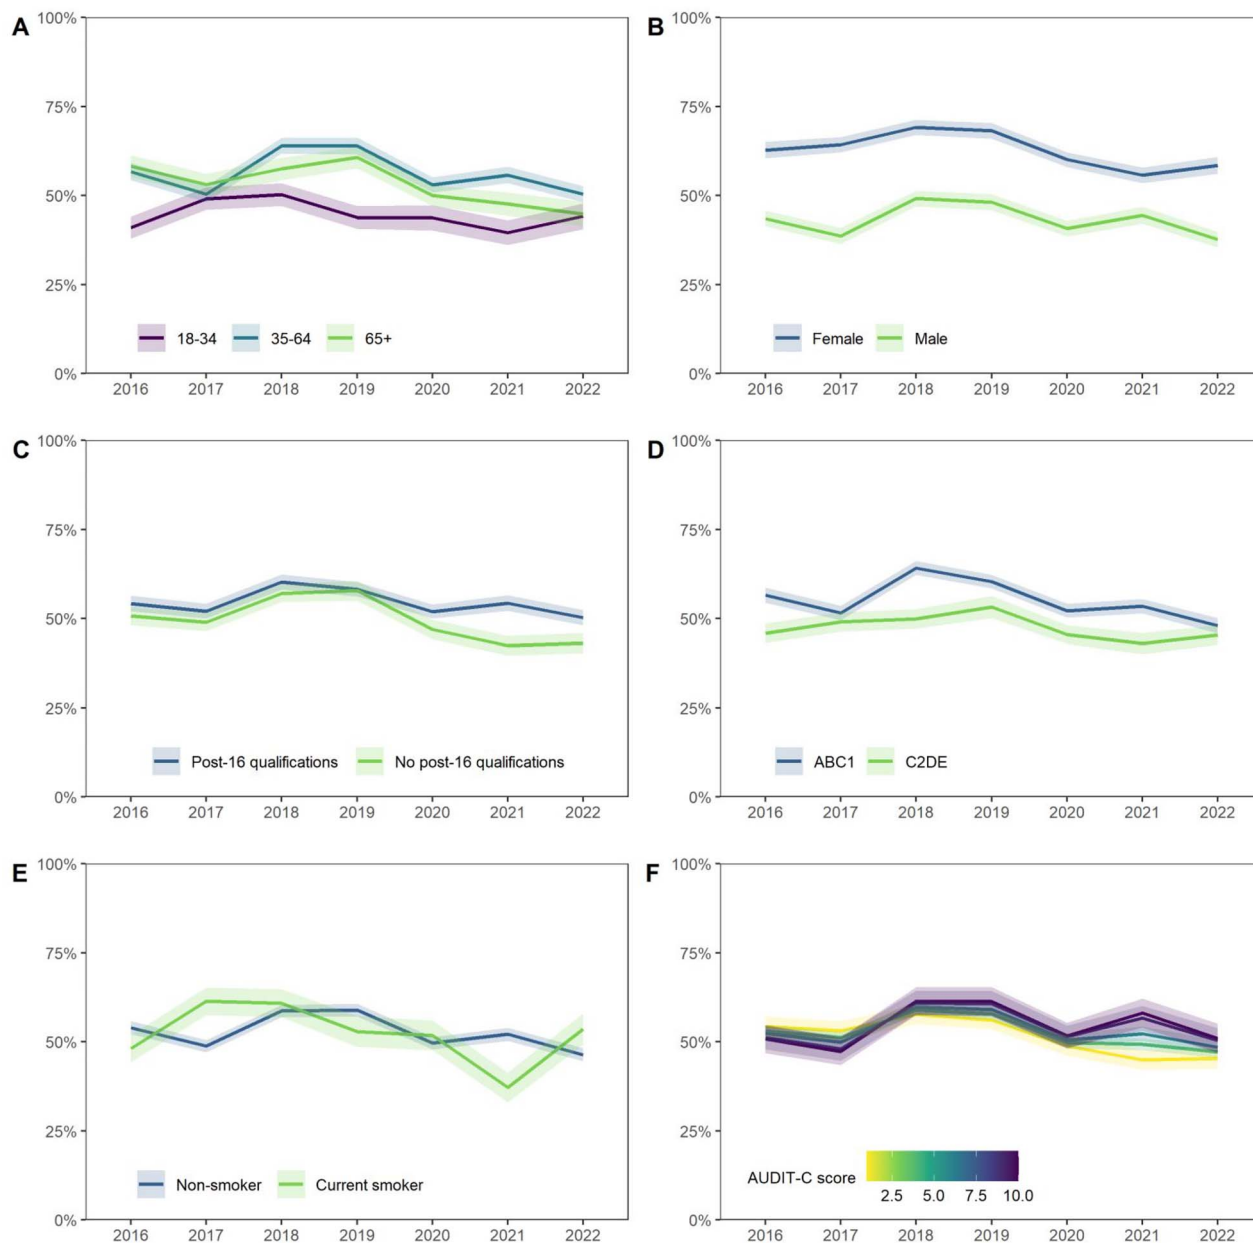 A
100%
75%
50%
25%
0%
18-34 35-64 65+
2016 2017 2018 2019 2020 2021 2022
B
100%
75%
50%
25%
0%
Female Male
2016 2017 2018 2019 2020 2021 2022
C
100%
75%
50%
25%
0%
Post-16 qualifications No post-16 qualifications
2016 2017 2018 2019 2020 2021 2022
D
100%
75%
50%
25%
0%
ABC1 C2DE
2016 2017 2018 2019 2020 2021 2022
E
100%
75%
50%
25%
0%
Non-smoker Current smoker
2016 2017 2018 2019 2020 2021 2022
F
100%
75%
50%
25%
0%
AUDIT-C score
2.5 5.0 7.5 10.0
2016 2017 2018 2019 2020 2021 2022